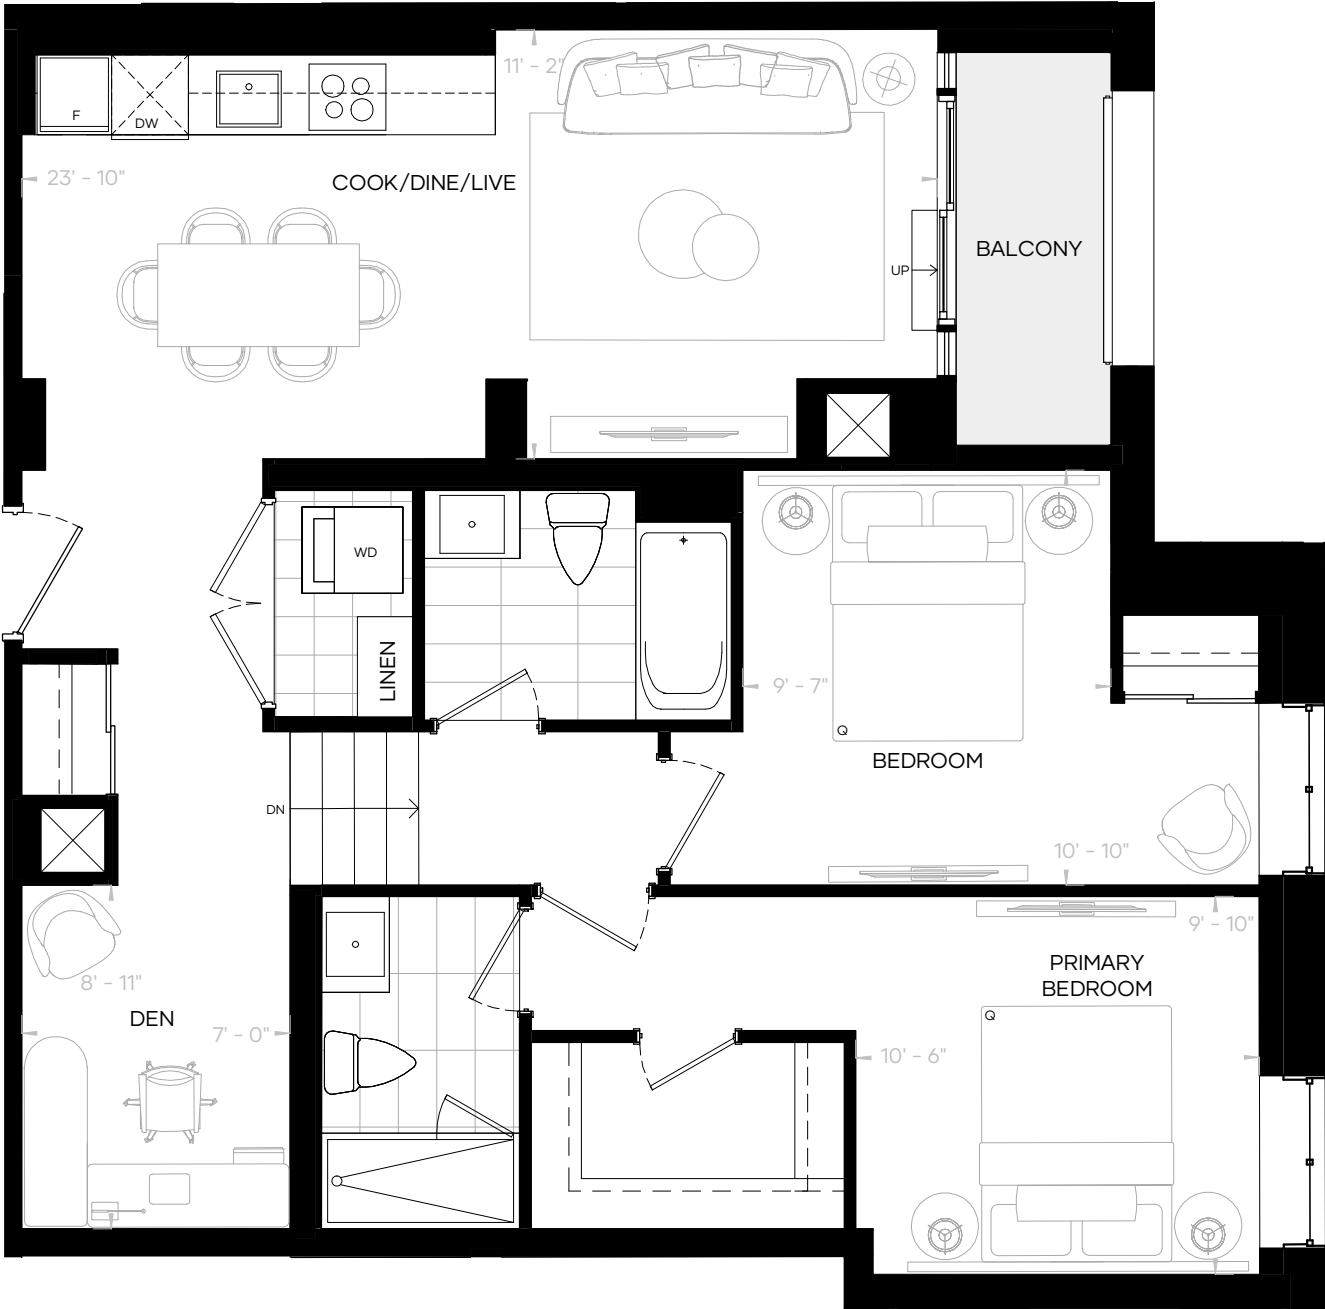 11' - 2"
F
DW
23' - 10"
COOK/DINE/LIVE
BALCONY
UP
WD
LINEN
9' - 7"
Q
BEDROOM
DN
10' - 10"
9' - 10"
PRIMARY
BEDROOM
8' - 11"
DEN
7' - 0"
Q
10' - 6"